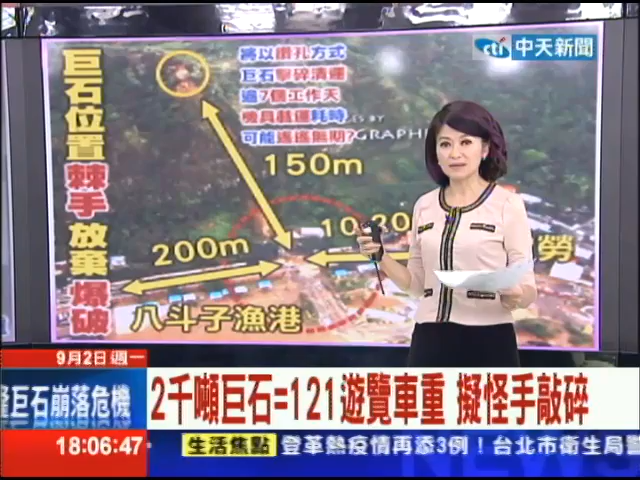 cti 中天新聞
巨石位置棘手 放棄 爆破
將以鑽孔方式
巨石擊碎清運
逾7個工作天
機具載運耗時
可能遙遙無期?
GRAPHI
150m
200m
10-20
勞
八斗子漁港
9月2日 週一
巨石崩落危機
2千噸巨石=121遊覽車重 擬怪手敲碎
18:06:47
生活焦點 登革熱疫情再添3例！台北市衛生局